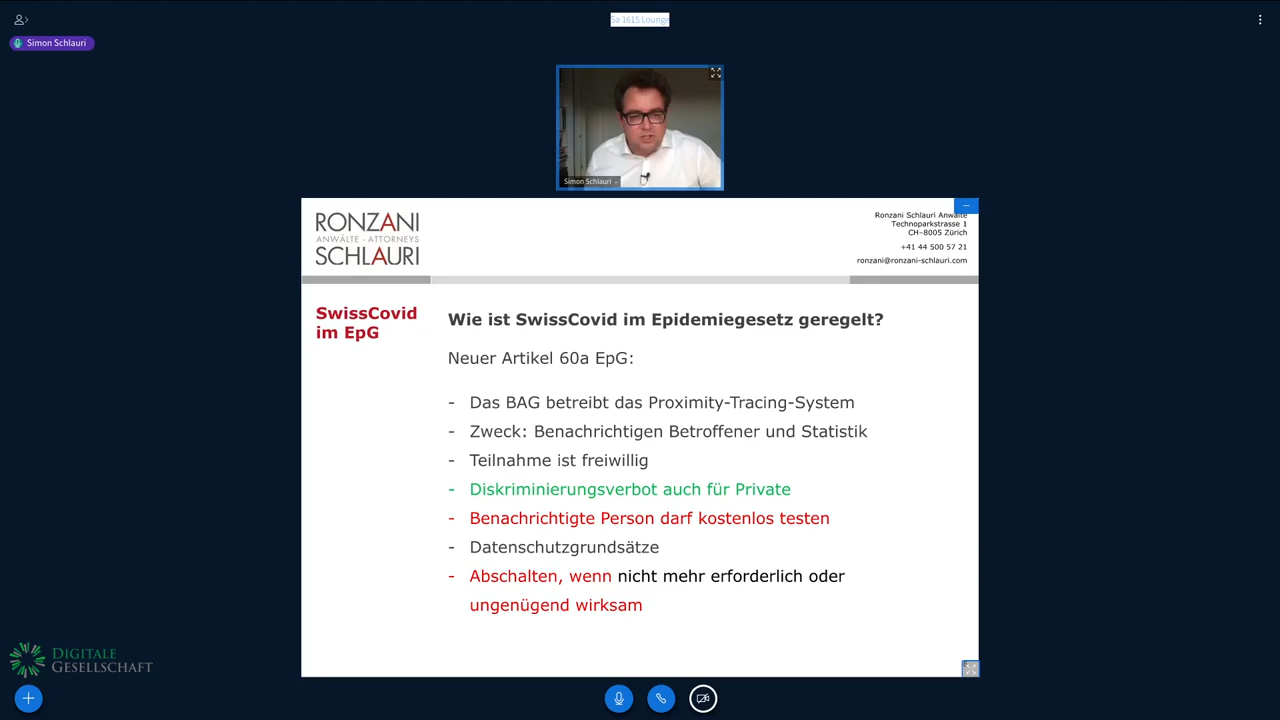 Sa 1615 Lounge
Simon Schlauri
Simon Schlauri
RONZANI
ANWÄLTE - ATTORNEYS
SCHLAURI
Ronzani Schlauri Anwälte
Technoparkstrasse 1
CH-8005 Zürich
+41 44 500 57 21
ronzani@ronzani-schlauri.com
SwissCovid
im EpG
Wie ist SwissCovid im Epidemiegesetz geregelt?
Neuer Artikel 60a EpG:
- Das BAG betreibt das Proximity-Tracing-System
- Zweck: Benachrichtigen Betroffener und Statistik
- Teilnahme ist freiwillig
- Diskriminierungsverbot auch für Private
- Benachrichtigte Person darf kostenlos testen
- Datenschutzgrundsätze
- Abschalten, wenn nicht mehr erforderlich oder
ungenügend wirksam
DIGITALE
GESELLSCHAFT